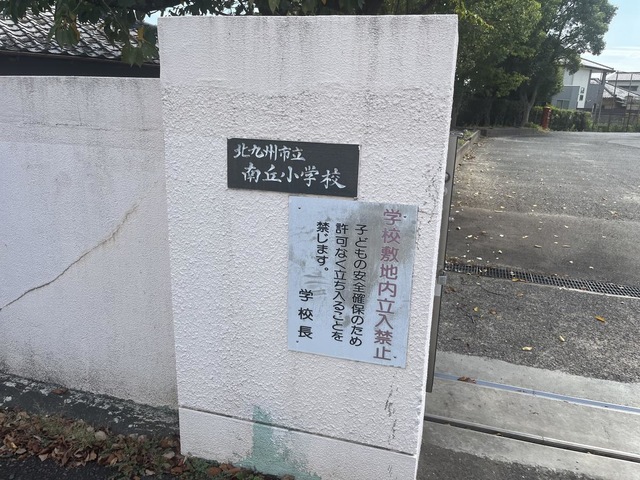 北九州市立
南丘小学校
学校敷地内立入禁止
子どもの安全確保のため
許可なく立ち入ることを
禁じます。
学校長